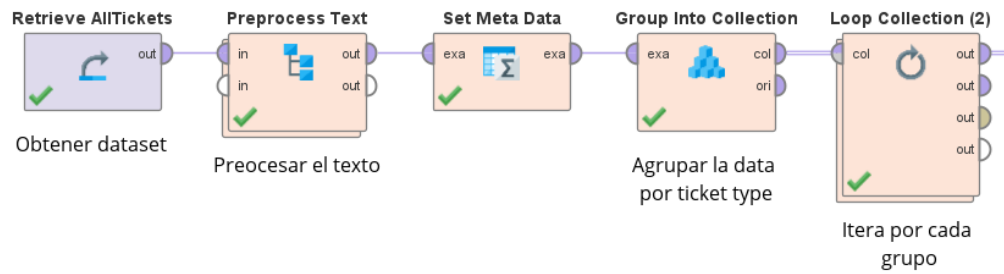 Retrieve AllTickets
out
Obtener dataset
Preprocess Text
in out
in out
Preocesar el texto
Set Meta Data
exa exa
Group Into Collection
exa col
ori
Agrupar la data
por ticket type
Loop Collection (2)
col out
out
out
out
Itera por cada
grupo